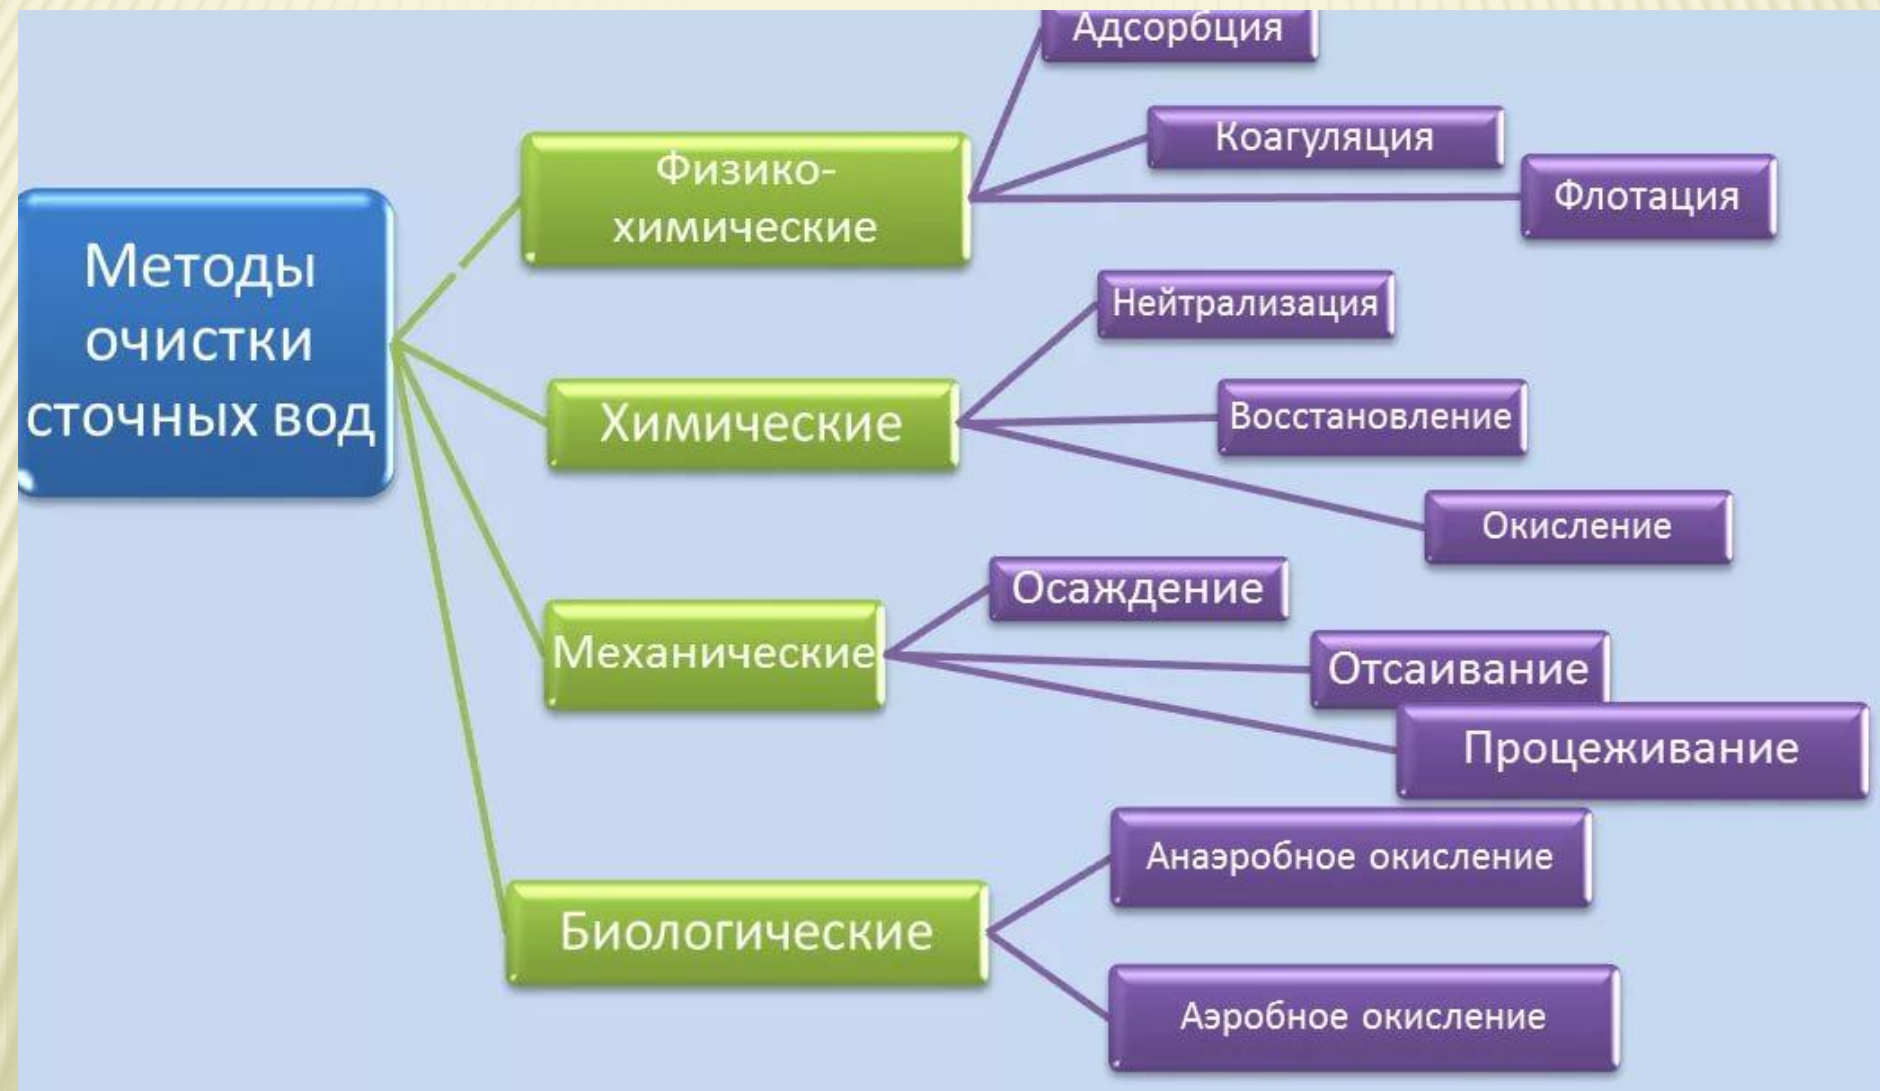 Методы
очистки
сточных вод
Физико-
химические
Адсорбция
Коагуляция
Флотация
Химические
Нейтрализация
Восстановление
Окисление
Механические
Осаждение
Отсаивание
Процеживание
Биологические
Анаэробное окисление
Аэробное окисление